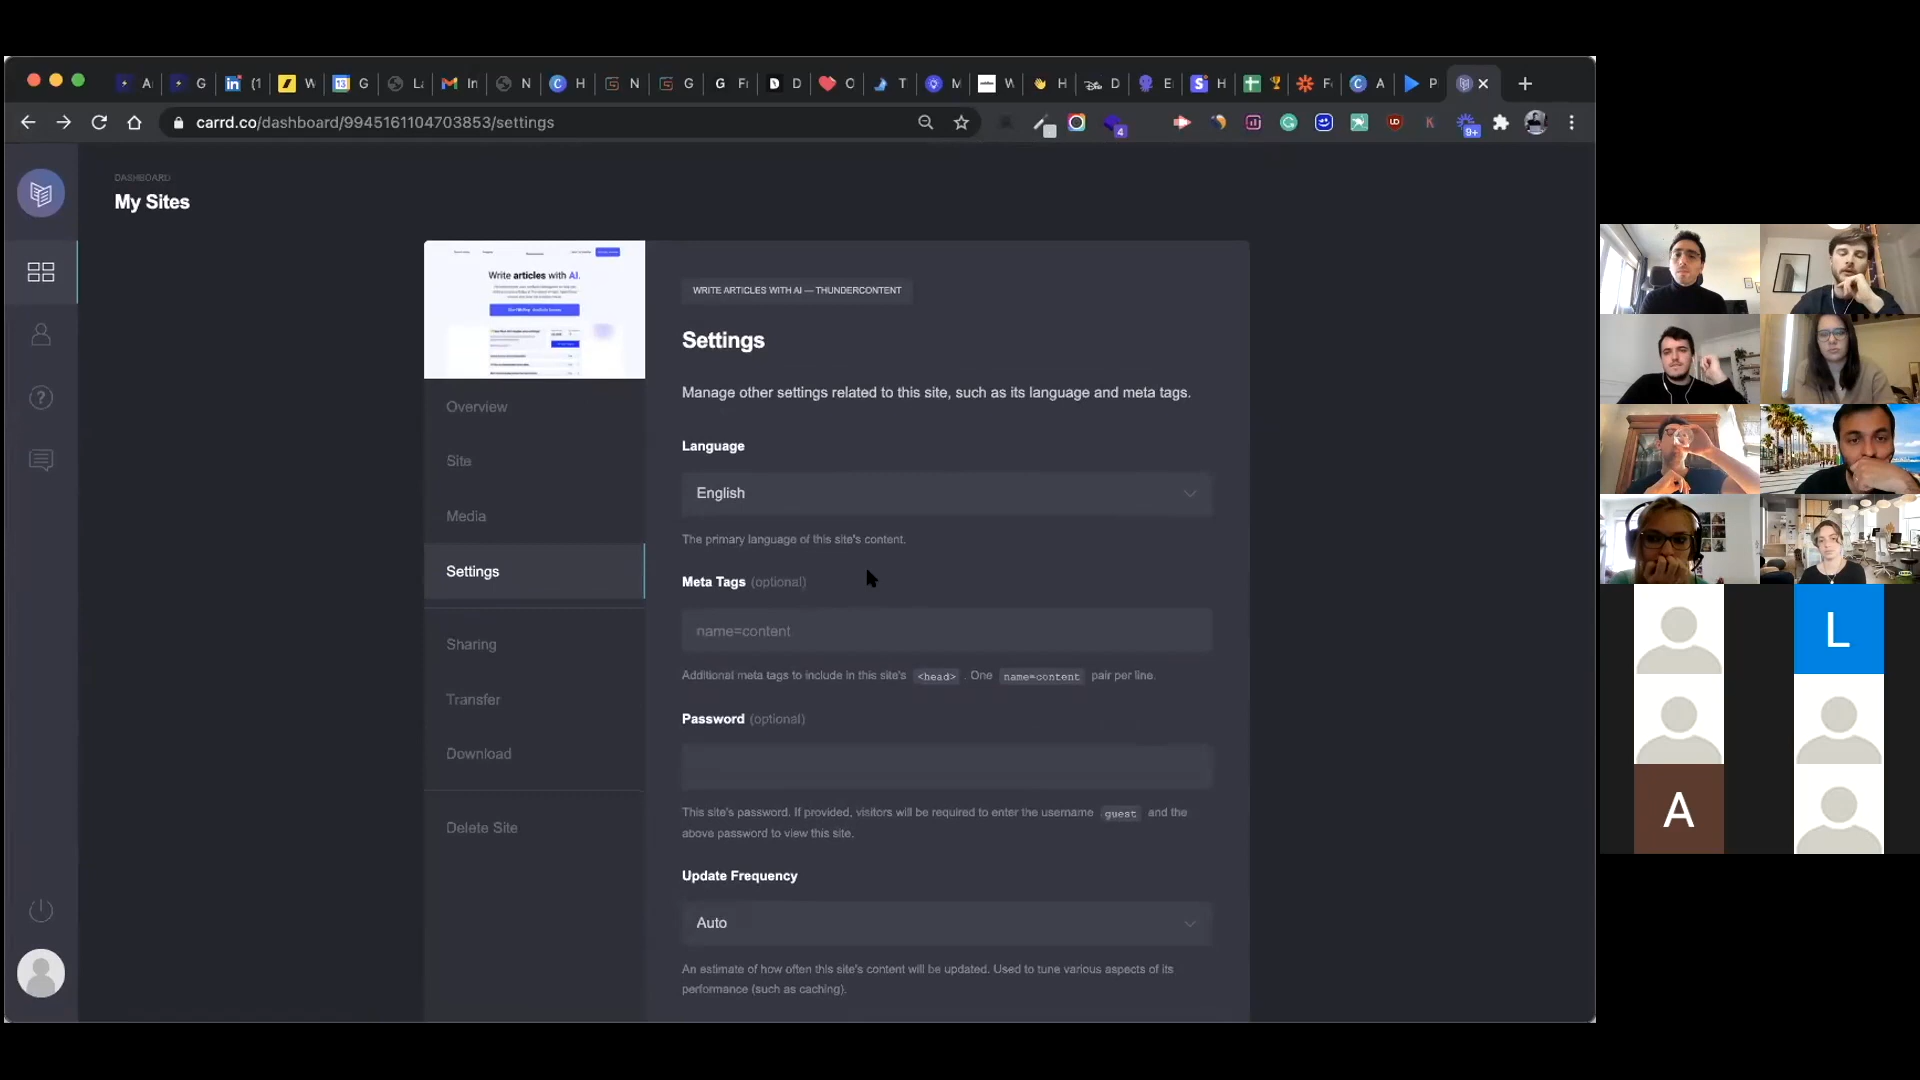 A
G
(1
W
G
La
In
N
H
N
G
Fi
D
O
T
M
W
H
D
E
H
F
A
P
carrd.co/dashboard/9945161104703853/settings
4
9+
DASHBOARD
My Sites
Write articles with AI.
WRITE ARTICLES WITH AI — THUNDERCONTENT
Settings
Manage other settings related to this site, such as its language and meta tags.
Overview
Site
Media
Settings
Sharing
Transfer
Download
Delete Site
Language
English
The primary language of this site's content.
Meta Tags (optional)
name=content
Additional meta tags to include in this site's <head> . One name=content pair per line.
Password (optional)
This site's password. If provided, visitors will be required to enter the username guest and the
above password to view this site.
Update Frequency
Auto
An estimate of how often this site's content will be updated. Used to tune various aspects of its
performance (such as caching).
L
A